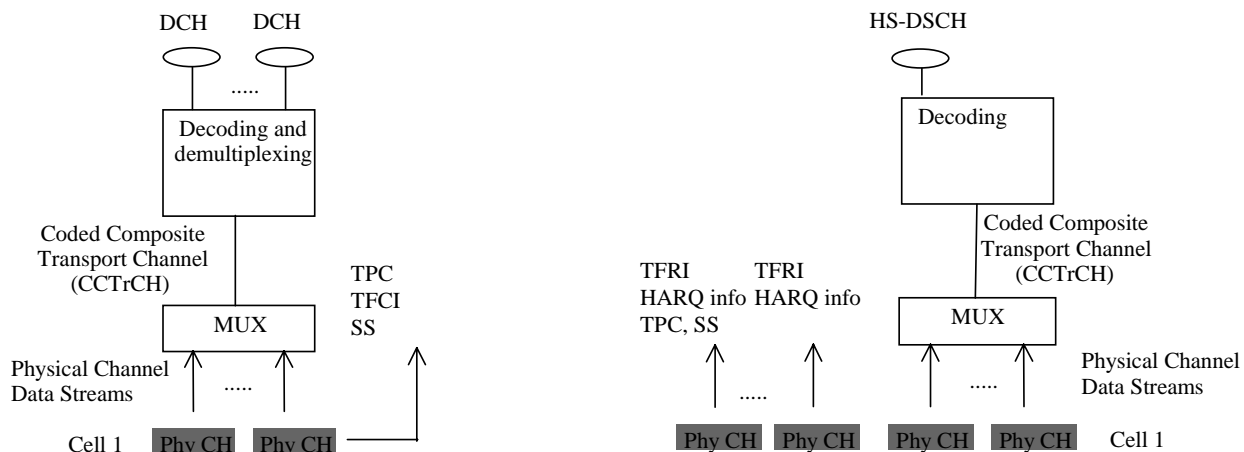 DCH DCH
.....
Decoding and
demultiplexing
Coded Composite
Transport Channel
(CCTrCH)
TPC
TFCI
SS
MUX
Physical Channel
Data Streams
.....
Cell 1 Phy CH Phy CH
HS-DSCH
Decoding
Coded Composite
Transport Channel
(CCTrCH)
TFRI
HARQ info
TPC, SS
TFRI
HARQ info
MUX
Physical Channel
Data Streams
.....
.....
Phy CH Phy CH Phy CH Phy CH Cell 1